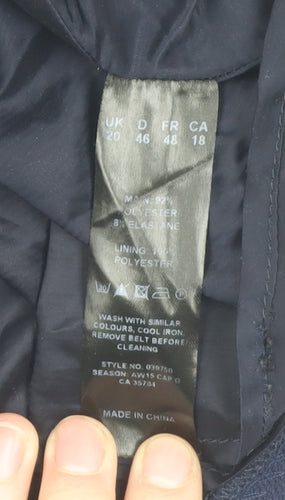 UK D FR CA
20 46 48 18
MAIN: 92%
POLYESTER
8% ELASTANE
LINING: 100%
POLYESTER
WASH WITH SIMILAR
COLOURS, COOL IRON.
REMOVE BELT BEFORE
CLEANING
STYLE NO.
SEASON: AW15
CA 35784
MADE IN CHINA